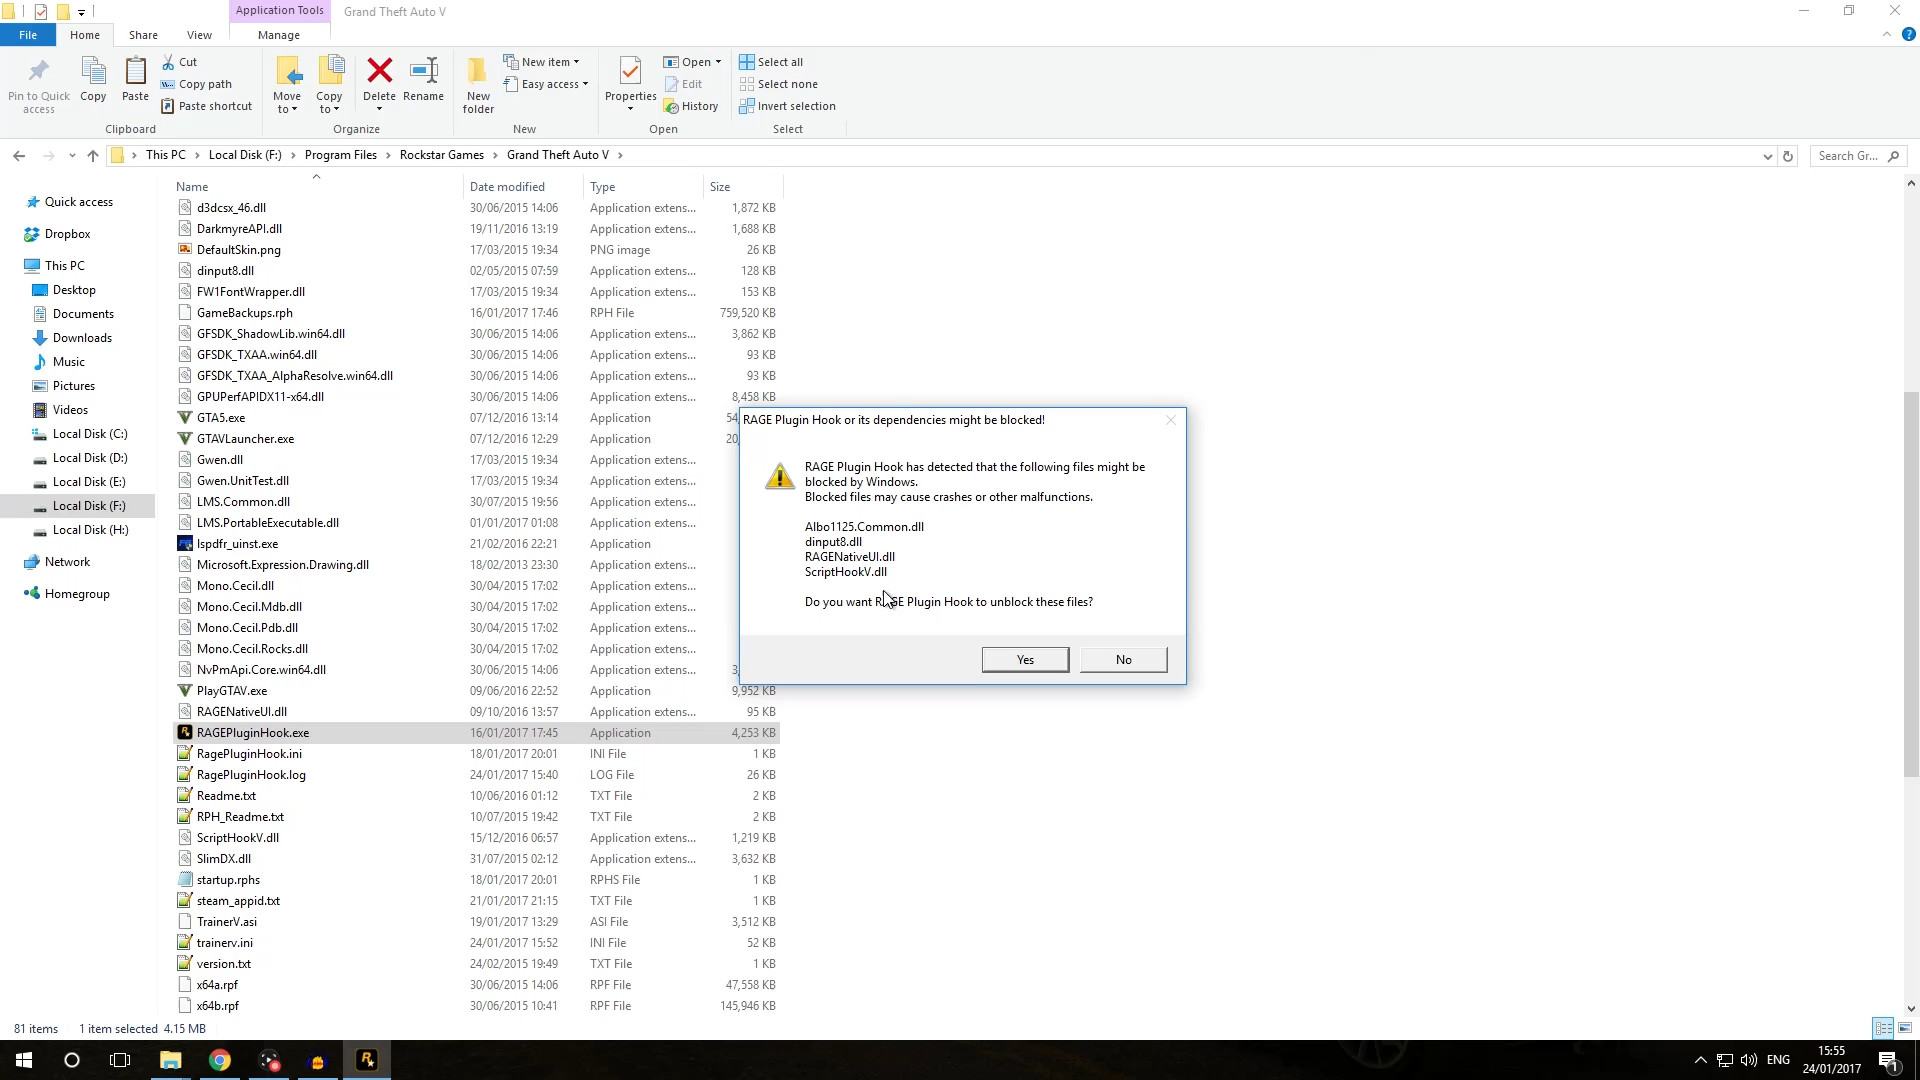 Application Tools
Grand Theft Auto V
File
Home
Share
View
Manage
Pin to Quick access
Copy
Paste
Cut
Copy path
Paste shortcut
Clipboard
Move to
Copy to
Delete
Rename
Organize
New folder
New item
Easy access
New
Properties
Open
Edit
History
Open
Select all
Select none
Invert selection
Select
This PC
Local Disk (F:)
Program Files
Rockstar Games
Grand Theft Auto V
Search Gr...
Quick access
Dropbox
This PC
Desktop
Documents
Downloads
Music
Pictures
Videos
Local Disk (C:)
Local Disk (D:)
Local Disk (E:)
Local Disk (F:)
Local Disk (H:)
Network
Homegroup
Name Date modified Type Size
d3dcsx_46.dll 30/06/2015 14:06 Application extens... 1,872 KB
DarkmyreAPI.dll 19/11/2016 13:19 Application extens... 1,688 KB
DefaultSkin.png 17/03/2015 19:34 PNG image 26 KB
dinput8.dll 02/05/2015 07:59 Application extens... 128 KB
FW1FontWrapper.dll 17/03/2015 19:34 Application extens... 153 KB
GameBackups.rph 16/01/2017 17:46 RPH File 759,520 KB
GFSDK_ShadowLib.win64.dll 30/06/2015 14:06 Application extens... 3,862 KB
GFSDK_TXAA.win64.dll 30/06/2015 14:06 Application extens... 93 KB
GFSDK_TXAA_AlphaResolve.win64.dll 30/06/2015 14:06 Application extens... 93 KB
GPUPerfAPIDX11-x64.dll 30/06/2015 14:06 Application extens... 8,458 KB
GTA5.exe 07/12/2016 13:14 Application 54,
GTAVLauncher.exe 07/12/2016 12:29 Application 20,
Gwen.dll 17/03/2015 19:34 Application extens...
Gwen.UnitTest.dll 17/03/2015 19:34 Application extens...
LMS.Common.dll 30/07/2015 19:56 Application extens...
LMS.PortableExecutable.dll 01/01/2017 01:08 Application extens...
lspdfr_uinst.exe 21/02/2016 22:21 Application
Microsoft.Expression.Drawing.dll 18/02/2013 23:30 Application extens...
Mono.Cecil.dll 30/04/2015 17:02 Application extens...
Mono.Cecil.Mdb.dll 30/04/2015 17:02 Application extens...
Mono.Cecil.Pdb.dll 30/04/2015 17:02 Application extens...
Mono.Cecil.Rocks.dll 30/04/2015 17:02 Application extens...
NvPmApi.Core.win64.dll 30/06/2015 14:06 Application extens... 3,
PlayGTAV.exe 09/06/2016 22:52 Application 9,952 KB
RAGENativeUI.dll 09/10/2016 13:57 Application extens... 95 KB
RAGEPluginHook.exe 16/01/2017 17:45 Application 4,253 KB
RagePluginHook.ini 18/01/2017 20:01 INI File 1 KB
RagePluginHook.log 24/01/2017 15:40 LOG File 26 KB
Readme.txt 10/06/2016 01:12 TXT File 2 KB
RPH_Readme.txt 10/07/2015 19:42 TXT File 2 KB
ScriptHookV.dll 15/12/2016 06:57 Application extens... 1,219 KB
SlimDX.dll 31/07/2015 02:12 Application extens... 3,632 KB
startup.rphs 18/01/2017 20:01 RPHS File 1 KB
steam_appid.txt 21/01/2017 21:15 TXT File 1 KB
TrainerV.asi 19/01/2017 13:29 ASI File 3,512 KB
trainerv.ini 24/01/2017 15:52 INI File 52 KB
version.txt 24/02/2015 19:49 TXT File 1 KB
x64a.rpf 30/06/2015 14:06 RPF File 47,558 KB
x64b.rpf 30/06/2015 10:41 RPF File 145,946 KB
RAGE Plugin Hook or its dependencies might be blocked!
RAGE Plugin Hook has detected that the following files might be
blocked by Windows.
Blocked files may cause crashes or other malfunctions.
Albo1125.Common.dll
dinput8.dll
RAGENativeUI.dll
ScriptHookV.dll
Do you want RAGE Plugin Hook to unblock these files?
Yes
No
81 items 1 item selected 4.15 MB
ENG
15:55
24/01/2017
1